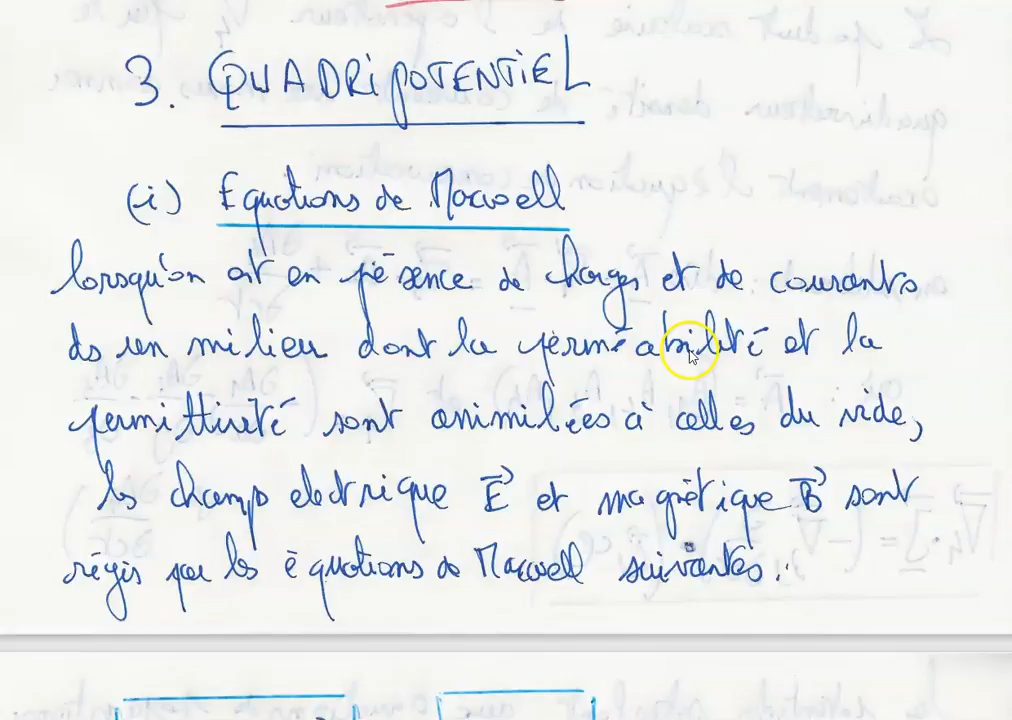 3. QUADRIPOTENTIEL
(i) Equations de Maxwell
lorsqu'on est en présence de charges et de courants
ds un milieu dont la perméabilité et la
permittivité sont assimilées à celles du vide,
les champs electrique E et magnétique B sont
régis par les équations de Maxwell suivantes.